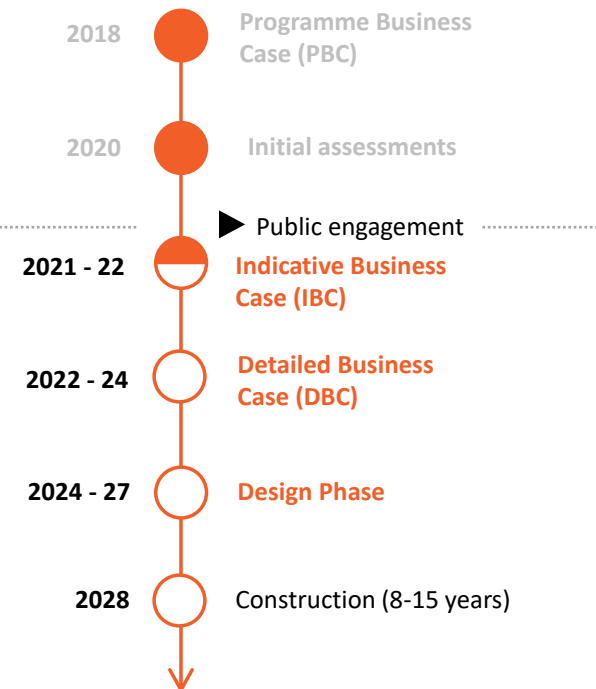 2018
Programme Business
Case (PBC)
2020
Initial assessments
Public engagement
2021 - 22
Indicative Business
Case (IBC)
2022 - 24
Detailed Business
Case (DBC)
2024 - 27
Design Phase
2028
Construction (8-15 years)